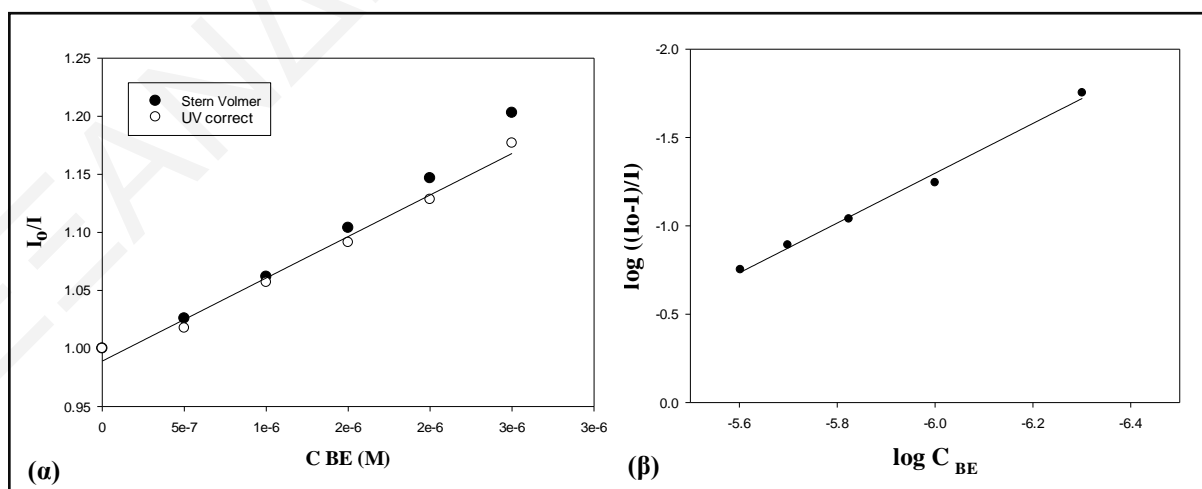 1.25
1.20
1.15
1.10
1.05
1.00
0.95
I₀/I
Stern Volmer
UV correct
0 5e-7 1e-6 2e-6 2e-6 3e-6 3e-6
C BE (M)
(α)
-2.0
-1.5
-1.0
-0.5
0.0
log ((Io-I)/I)
-5.6 -5.8 -6.0 -6.2 -6.4
log C BE
(β)